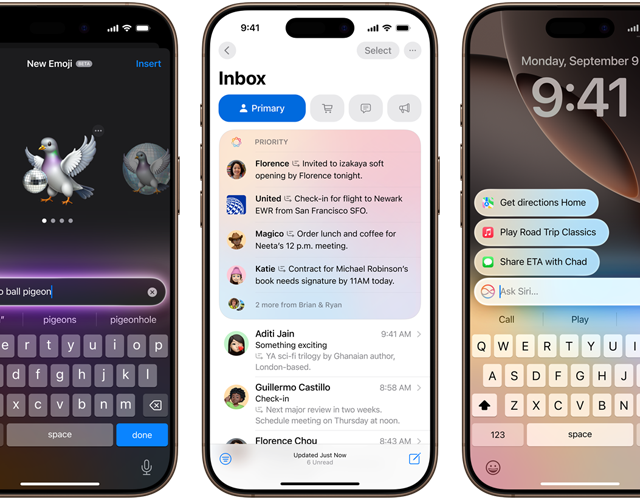 New Emoji BETA
Insert
o ball pigeon
"
pigeons
pigeonhole
e r t y u i o p
d f g h j k l
x c v b n m
space
done
9:41
Select
Inbox
Primary
PRIORITY
Florence Invited to izakaya soft
opening by Florence tonight.
United Check-in for flight to Newark
EWR from San Francisco SFO.
Magico Order lunch and coffee for
Neeta's 12 p.m. meeting.
Katie Contract for Michael Robinson's
book needs signature by 11AM today.
2 more from Brian & Ryan
Aditi Jain 9:41 AM
Something exciting
YA sci-fi trilogy by Ghanaian author,
London-based.
Guillermo Castillo 8:58 AM
Check-in
Next major review in two weeks.
Schedule meeting on Thursday at noon.
Florence Chou 8:43 AM
Updated Just Now
6 Unread
Monday, September 9
9:41
Get directions Home
Play Road Trip Classics
Share ETA with Chad
Ask Siri...
Call
Play
Q W E R T Y U I
A S D F G H J
Z X C V B N
123
space